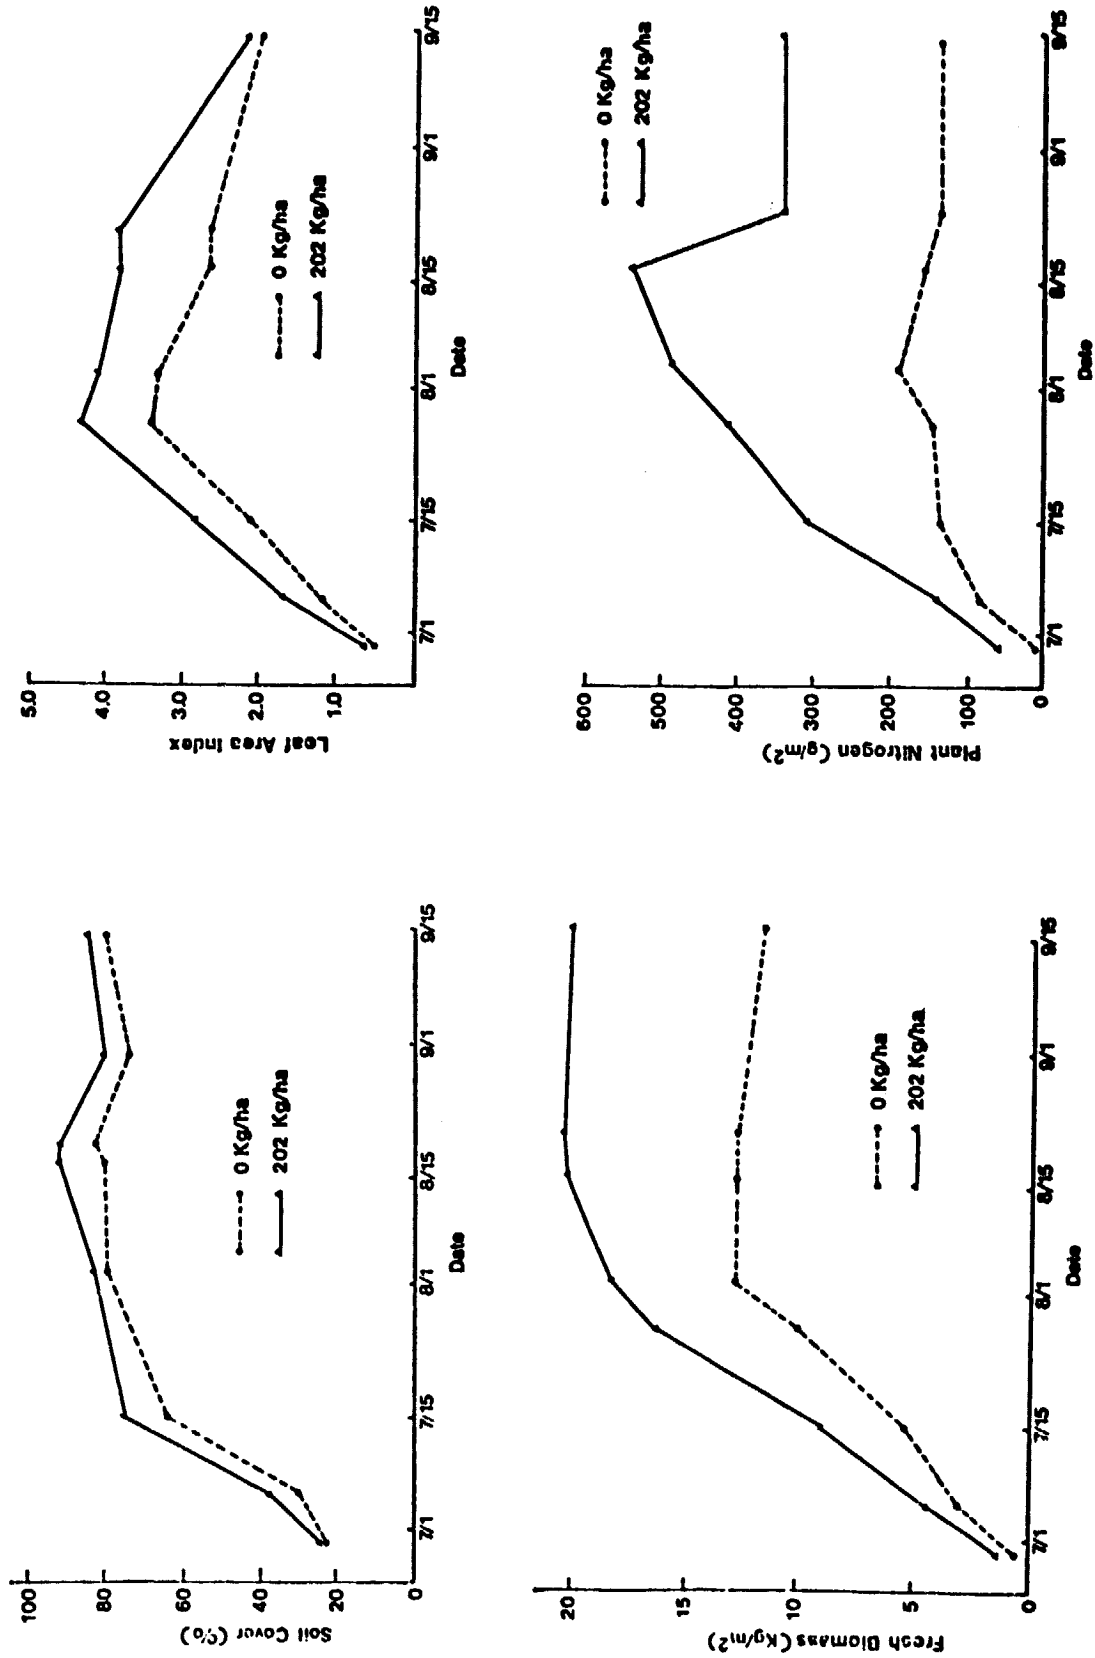 Soil Cover (%)
100
80
60
40
20
0
0 Kg/ha
202 Kg/ha
7/1 7/15 8/1 8/15 9/1 9/15
Date
Leaf Area Index
5.0
4.0
3.0
2.0
1.0
0 Kg/ha
202 Kg/ha
7/1 7/15 8/1 8/15 9/1 9/15
Date
Fresh Biomass (Kg/m²)
20
15
10
5
0
0 Kg/ha
202 Kg/ha
7/1 7/15 8/1 8/15 9/1 9/15
Date
Plant Nitrogen (g/m²)
600
500
400
300
200
100
0
0 Kg/ha
202 Kg/ha
7/1 7/15 8/1 8/15 9/1 9/15
Date